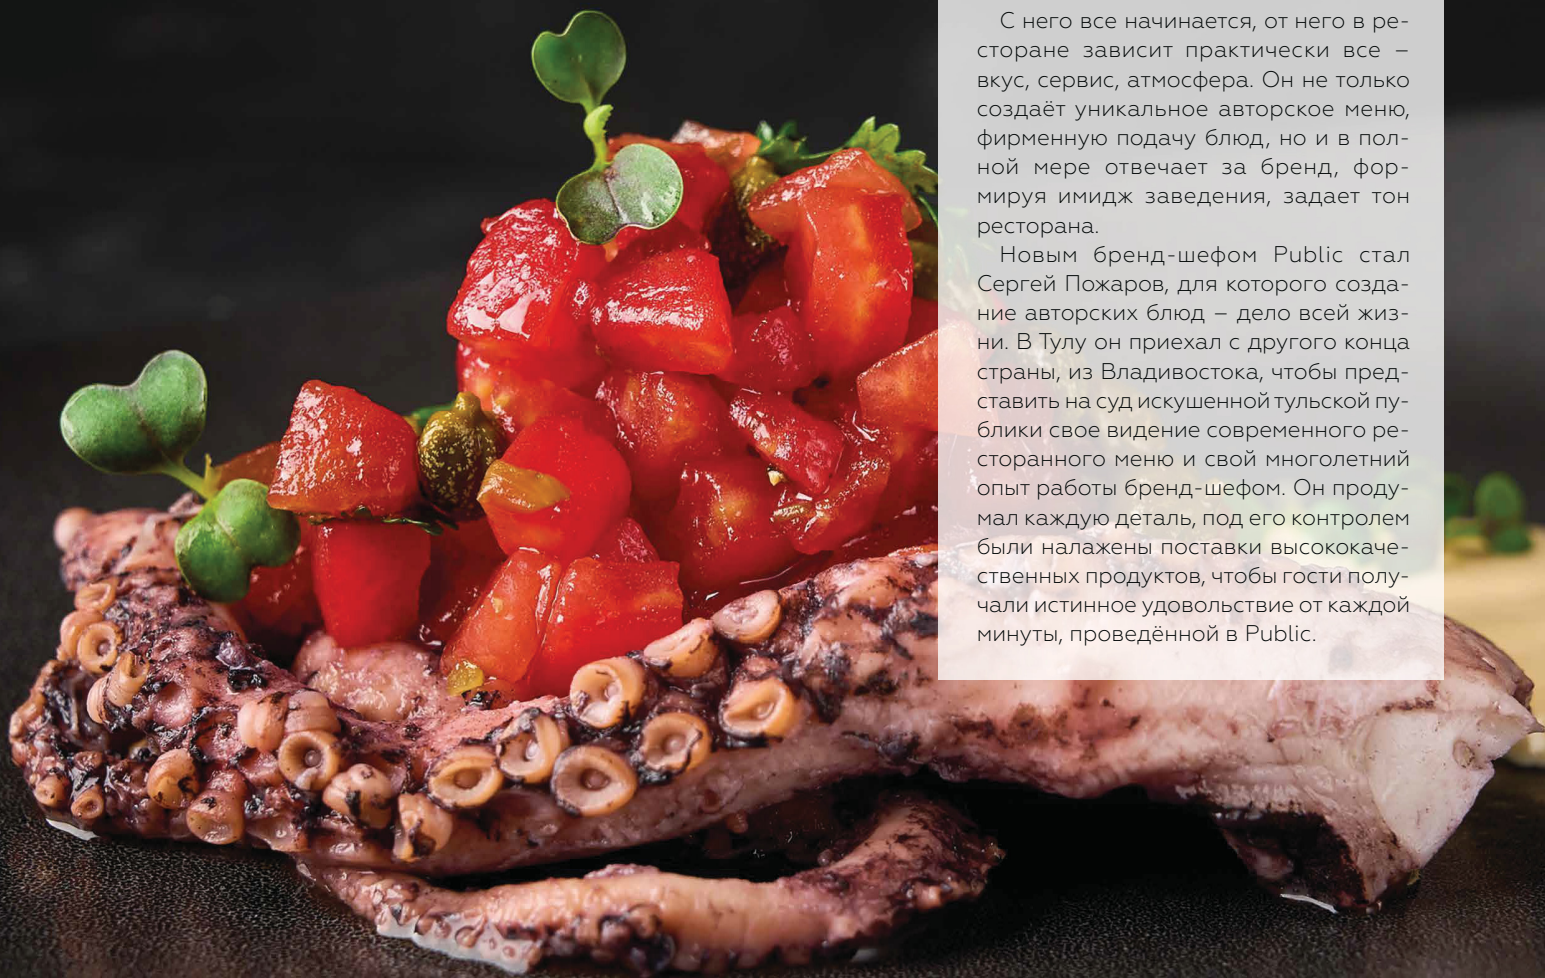 С него все начинается, от него в ре-
сторане зависит практически все –
вкус, сервис, атмосфера. Он не только
создаёт уникальное авторское меню,
фирменную подачу блюд, но и в пол-
ной мере отвечает за бренд, фор-
мируя имидж заведения, задает тон
ресторана.
Новым бренд-шефом Public стал
Сергей Пожаров, для которого созда-
ние авторских блюд – дело всей жиз-
ни. В Тулу он приехал с другого конца
страны, из Владивостока, чтобы пред-
ставить на суд искушенной тульской пу-
блики свое видение современного ре-
сторанного меню и свой многолетний
опыт работы бренд-шефом. Он проду-
мал каждую деталь, под его контролем
были налажены поставки высококаче-
ственных продуктов, чтобы гости полу-
чали истинное удовольствие от каждой
минуты, проведённой в Public.